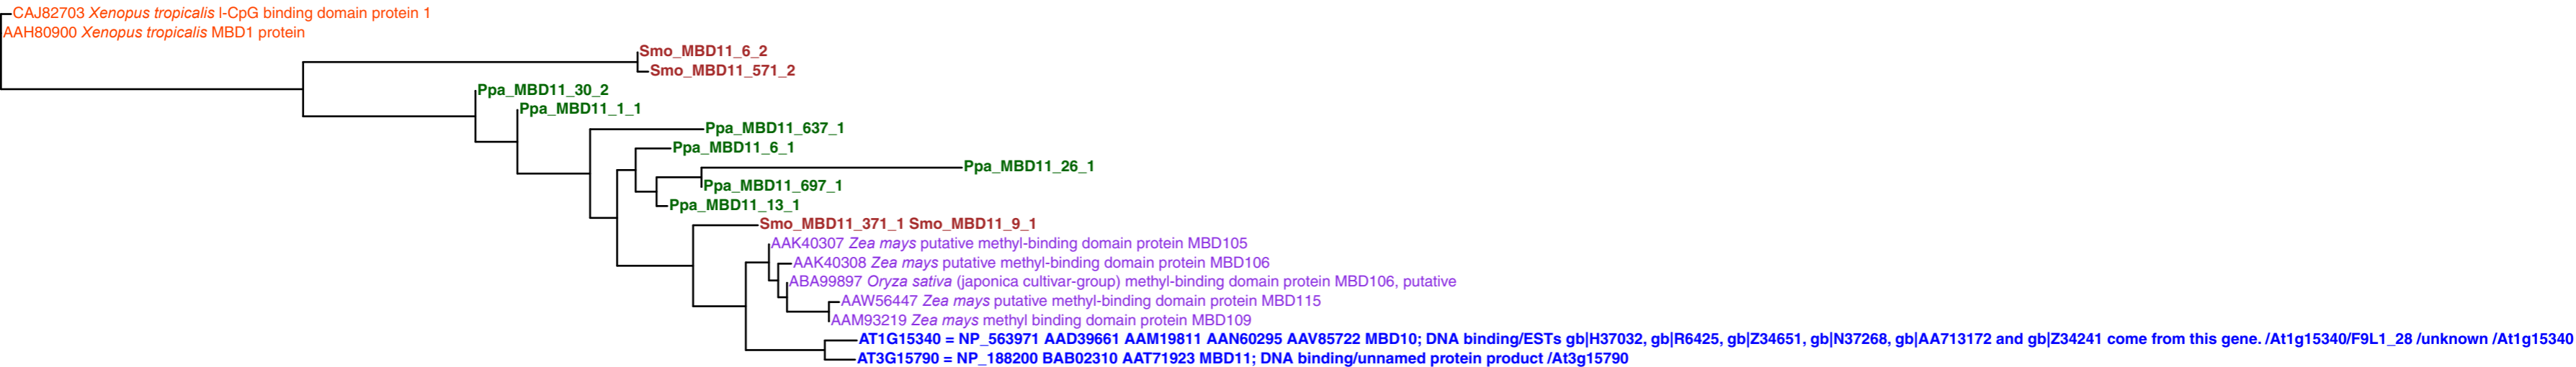 CAJ82703 Xenopus tropicalis I-CpG binding domain protein 1
AAH80900 Xenopus tropicalis MBD1 protein
Smo_MBD11_6_2
Smo_MBD11_571_2
Ppa_MBD11_30_2
Ppa_MBD11_1_1
Ppa_MBD11_637_1
Ppa_MBD11_6_1
Ppa_MBD11_26_1
Ppa_MBD11_697_1
Ppa_MBD11_13_1
Smo_MBD11_371_1 Smo_MBD11_9_1
AAK40307 Zea mays putative methyl-binding domain protein MBD105
AAK40308 Zea mays putative methyl-binding domain protein MBD106
ABA99897 Oryza sativa (japonica cultivar-group) methyl-binding domain protein MBD106, putative
AAW56447 Zea mays putative methyl-binding domain protein MBD115
AAM93219 Zea mays methyl binding domain protein MBD109
AT1G15340 = NP_563971 AAD39661 AAM19811 AAN60295 AAV85722 MBD10; DNA binding/ESTs gb|H37032, gb|R6425, gb|Z34651, gb|N37268, gb|AA713172 and gb|Z34241 come from this gene. /At1g15340/F9L1_28 /unknown /At1g15340
AT3G15790 = NP_188200 BAB02310 AAT71923 MBD11; DNA binding/unnamed protein product /At3g15790